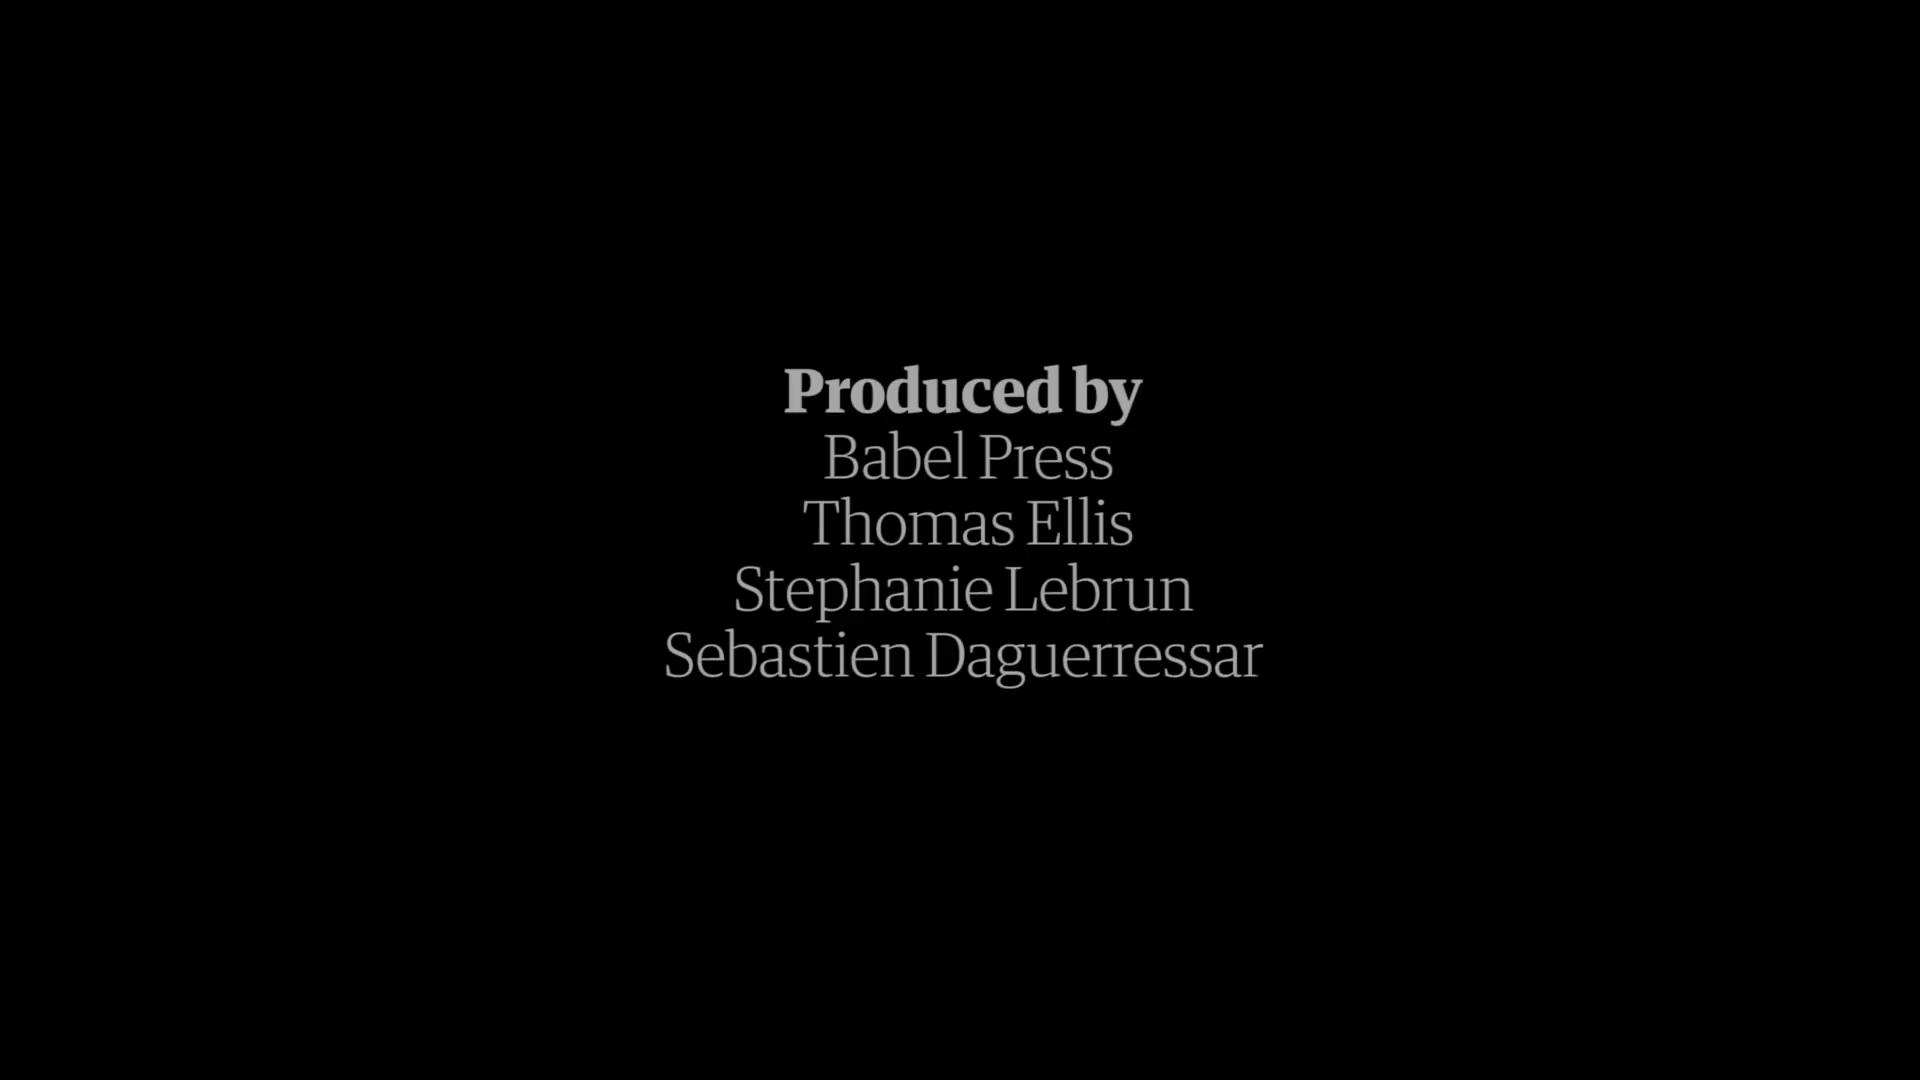 Produced by
Babel Press
Thomas Ellis
Stephanie Lebrun
Sebastien Daguerressar